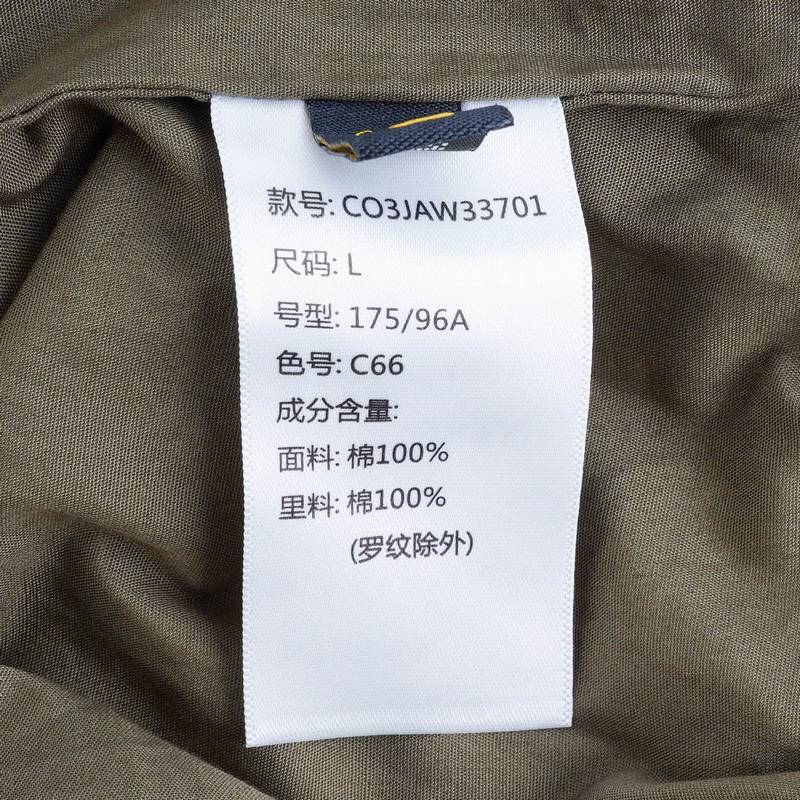 款号: CO3JAW33701
尺码: L
号型: 175/96A
色号: C66
成分含量:
面料: 棉100%
里料: 棉100%
(罗纹除外)